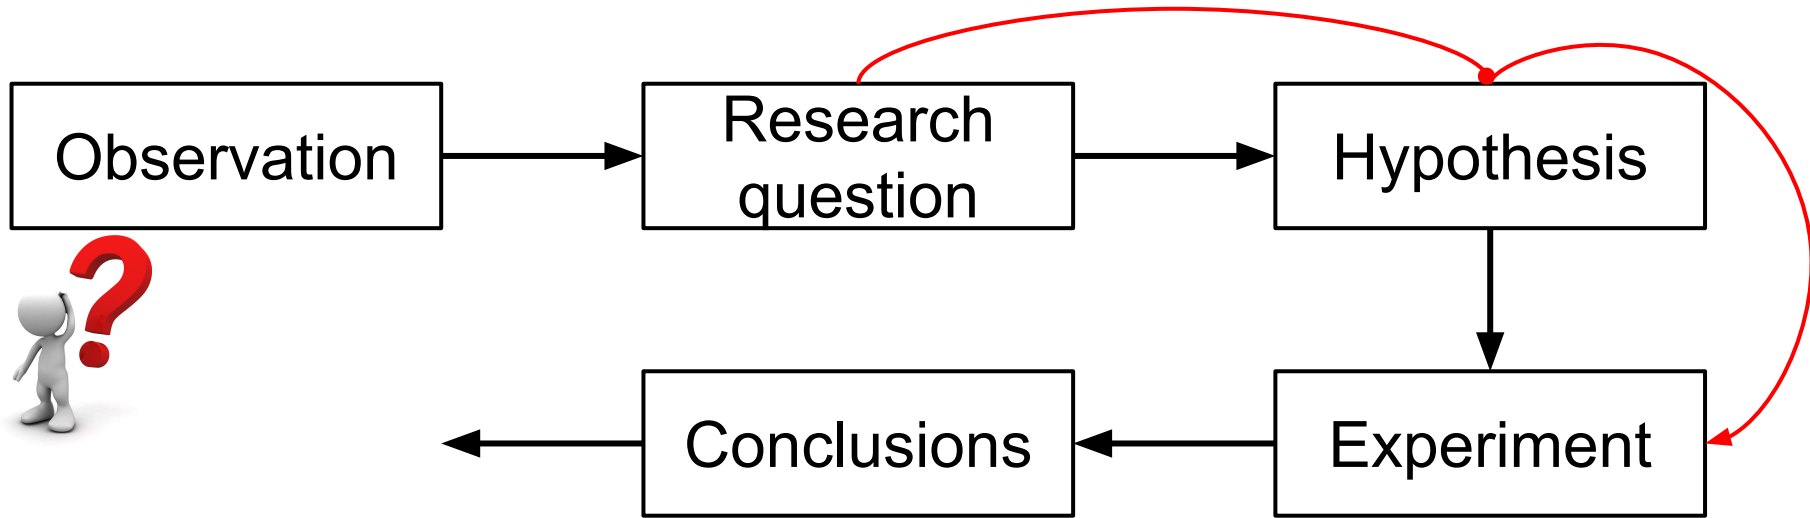 Observation
Research
question
Hypothesis
Conclusions
Experiment